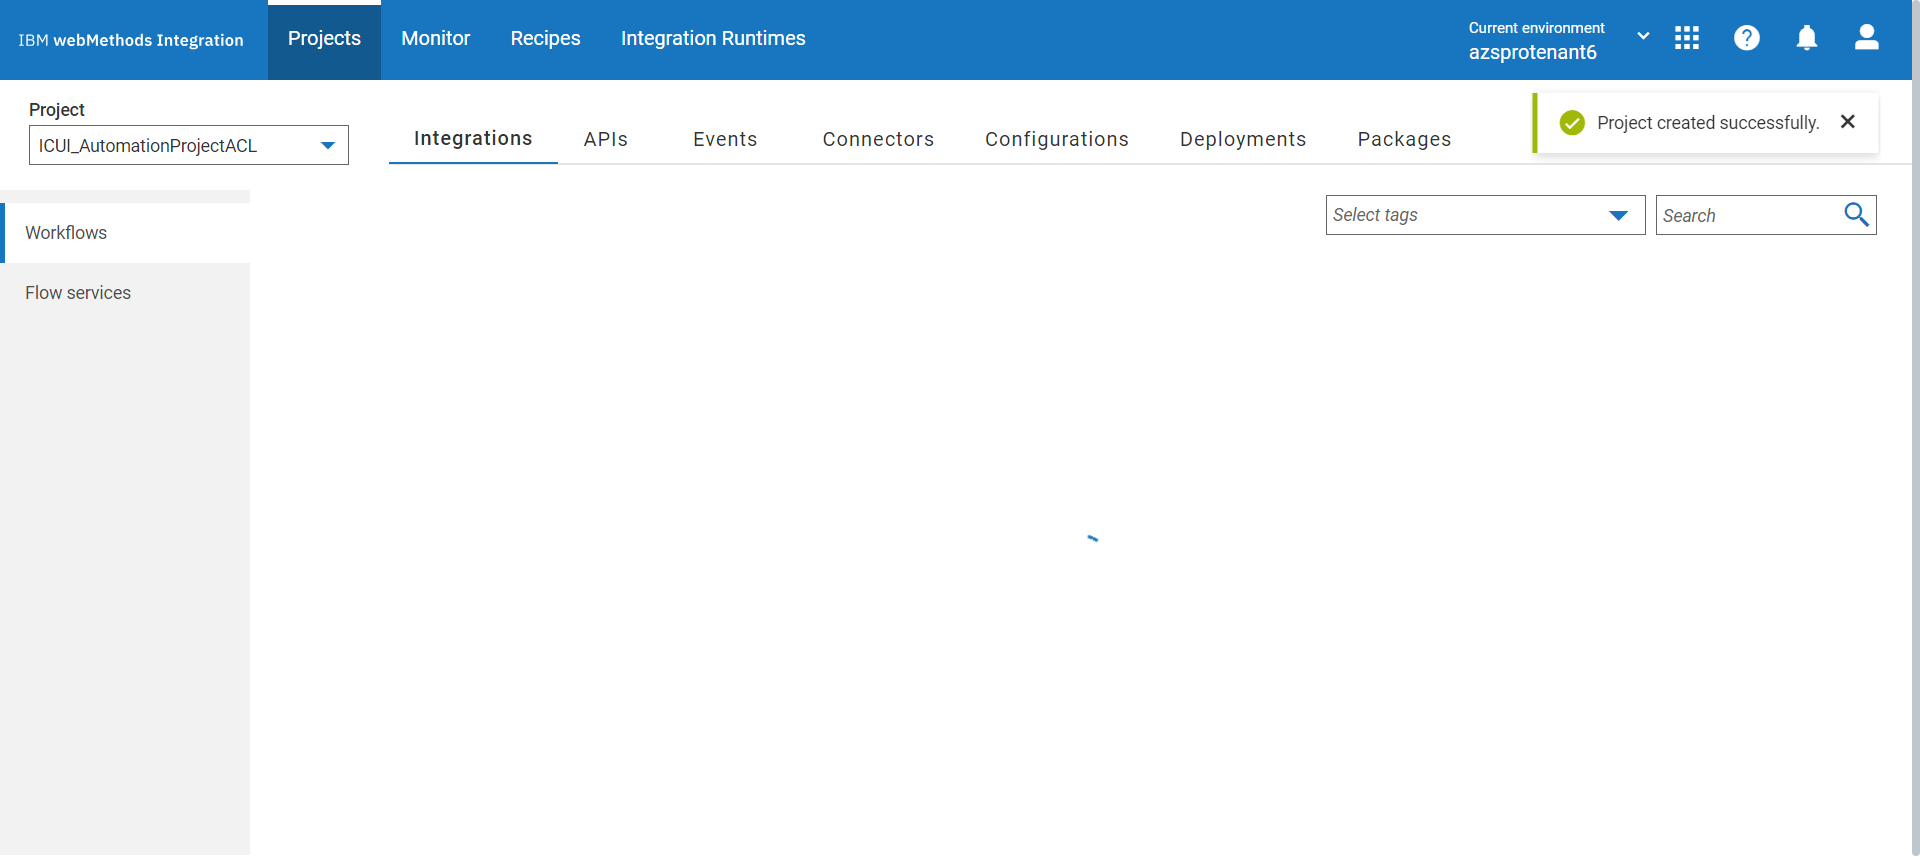 IBM webMethods Integration
Projects
Monitor
Recipes
Integration Runtimes
Current environment
azsprotenant6
Project
ICUI_AutomationProjectACL
Integrations
APIs
Events
Connectors
Configurations
Deployments
Packages
Project created successfully.
Select tags
Search
Workflows
Flow services